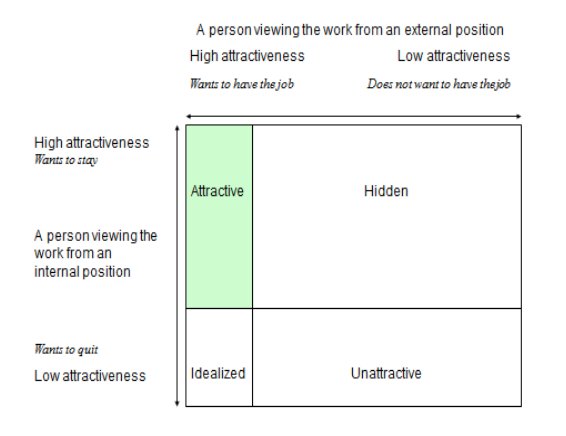 A person viewing the work from an external position
High attractiveness Low attractiveness
Wants to have the job Does not want to have thejob
High attractiveness
Wants to stay
Attractive Hidden
A person viewing the
work from an
internal position
Wants to quit
Low attractiveness
Idealized Unattractive